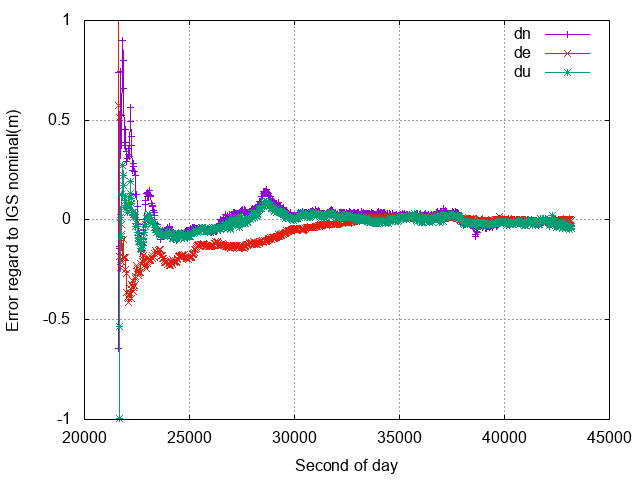 1
dn
de
du
0.5
0
-0.5
-1
Error regard to IGS nominal(m)
20000 25000 30000 35000 40000 45000
Second of day